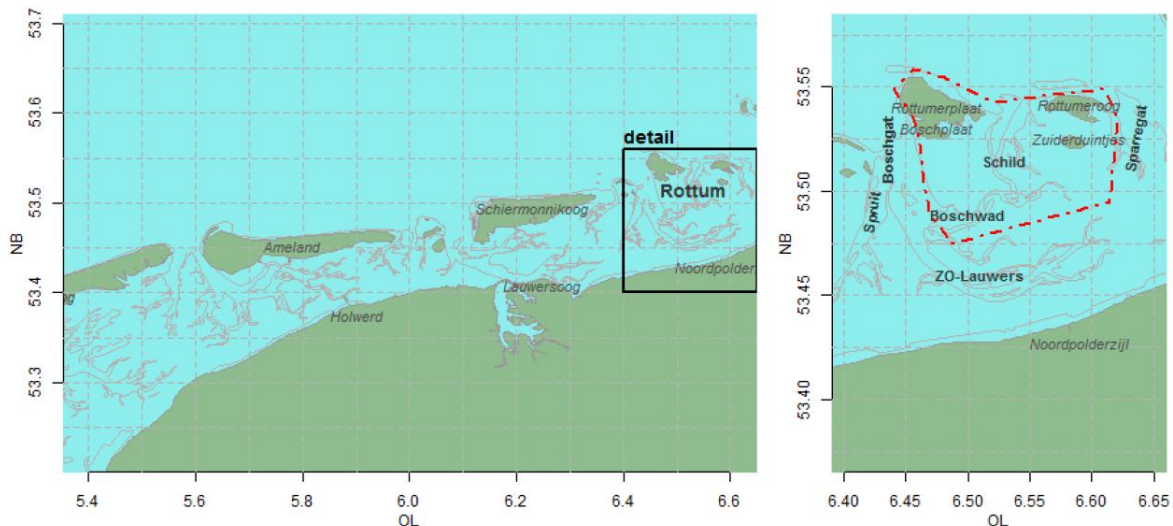 53.7
53.6
53.5
53.4
53.3
NB
detail
Rottum
Schiermonnikoog
Ameland
Noordpolderz
Lauwersoog
Holwerd
og
5.4 5.6 5.8 6.0 6.2 6.4 6.6
OL
53.55
53.50
53.45
53.40
NB
Rottumerplaat
Rottumeroog
Boschplaat
Zuiderduintjes
Boschgat
Schild
Sparregat
Spruit
Boschwad
ZO-Lauwers
Noordpolderzijl
6.40 6.45 6.50 6.55 6.60 6.65
OL